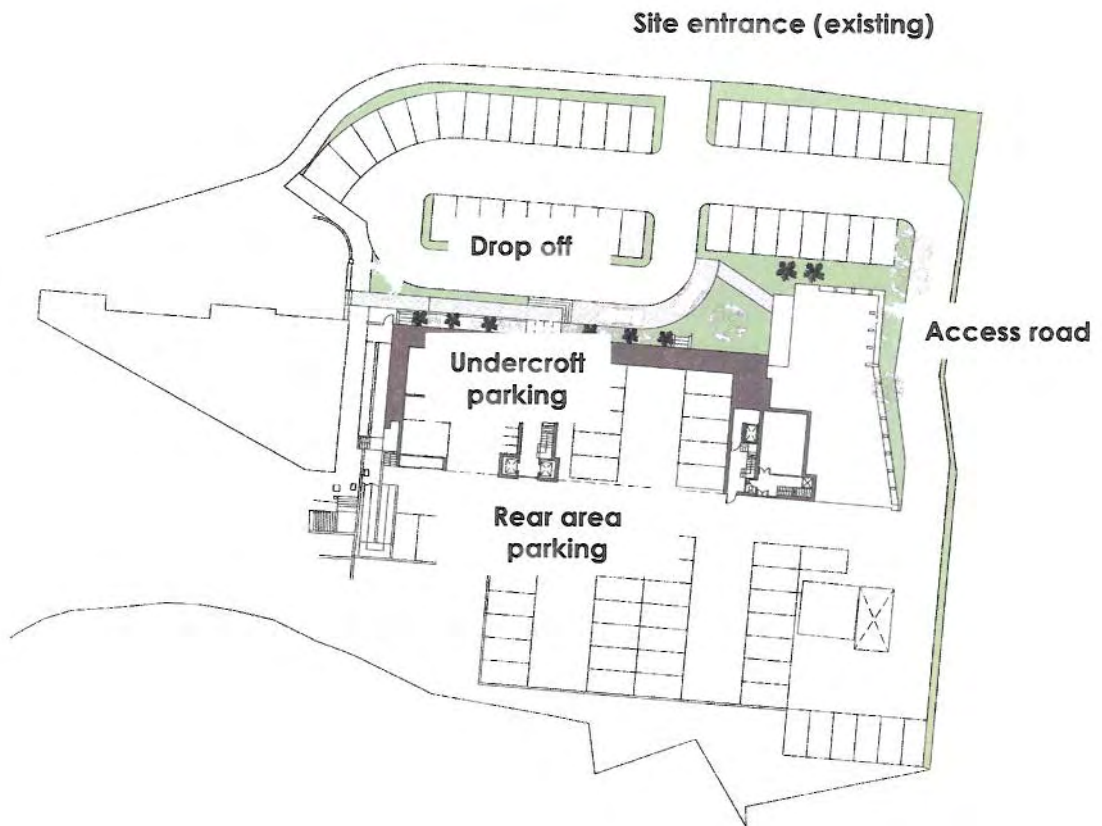 Site entrance (existing)
Drop off
Access road
Undercroft
parking
Rear area
parking